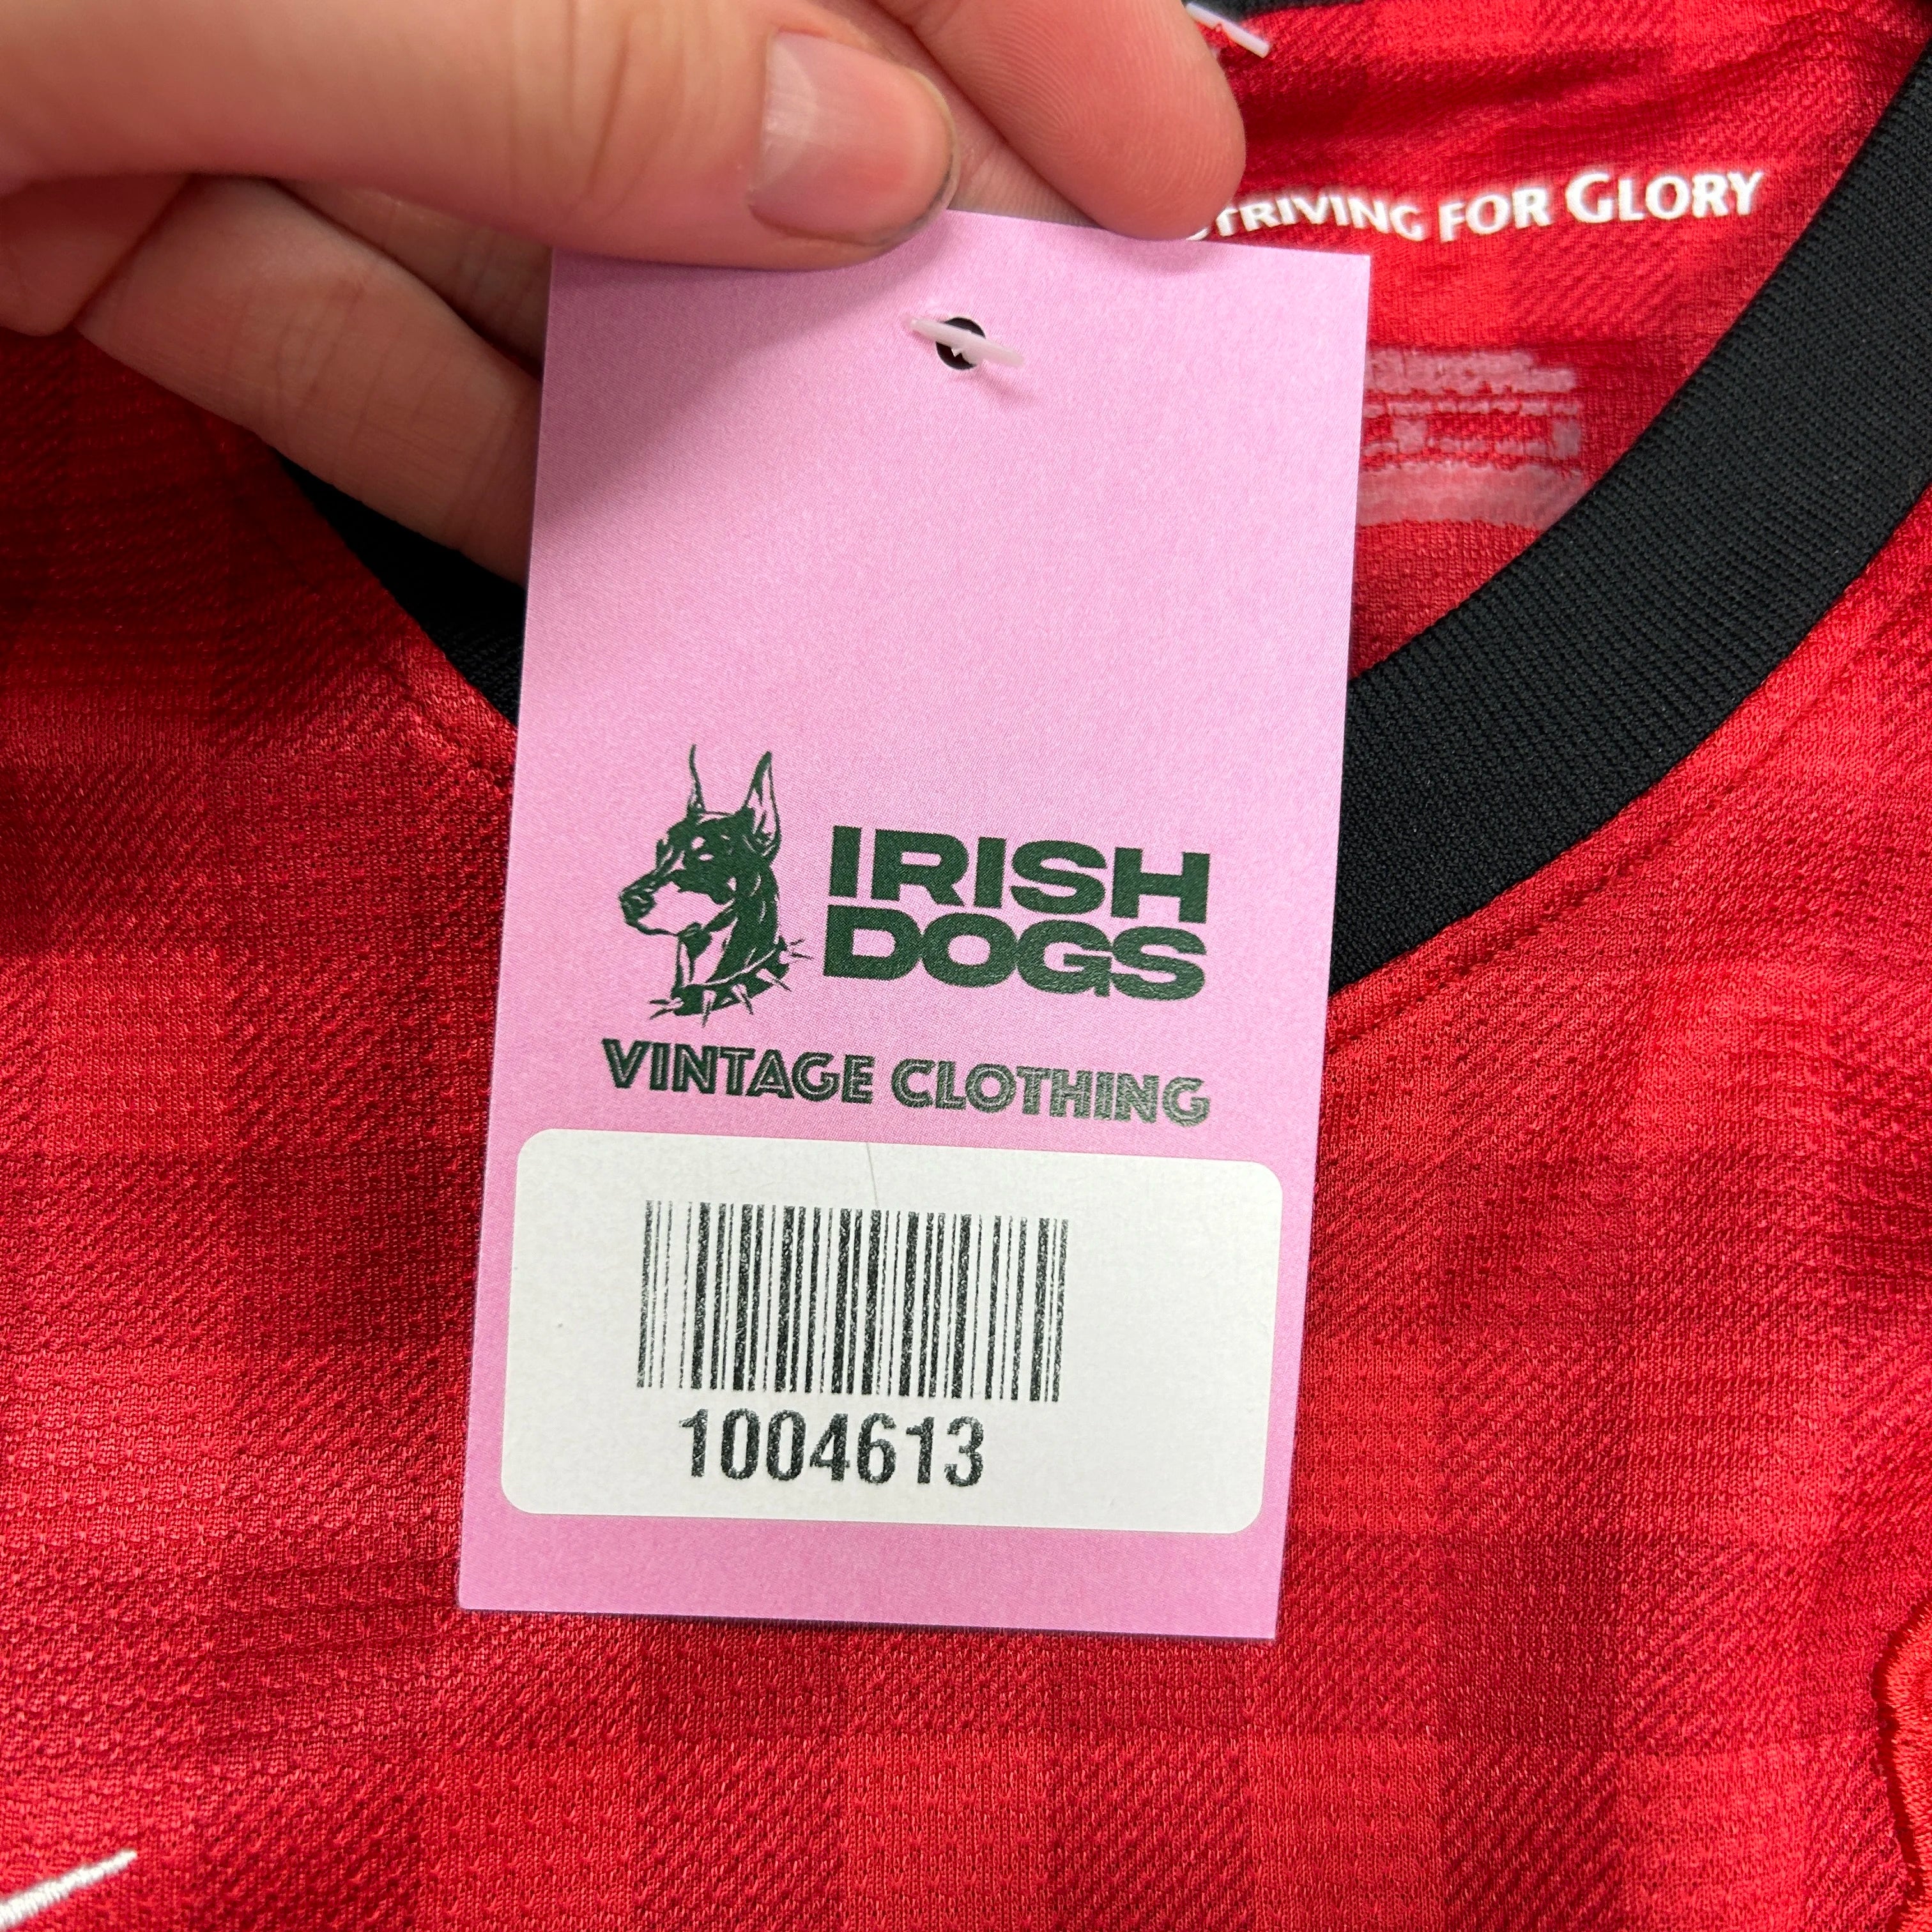 TRIVING FOR GLORY
IRISH
DOGS
VINTAGE CLOTHING
1004613